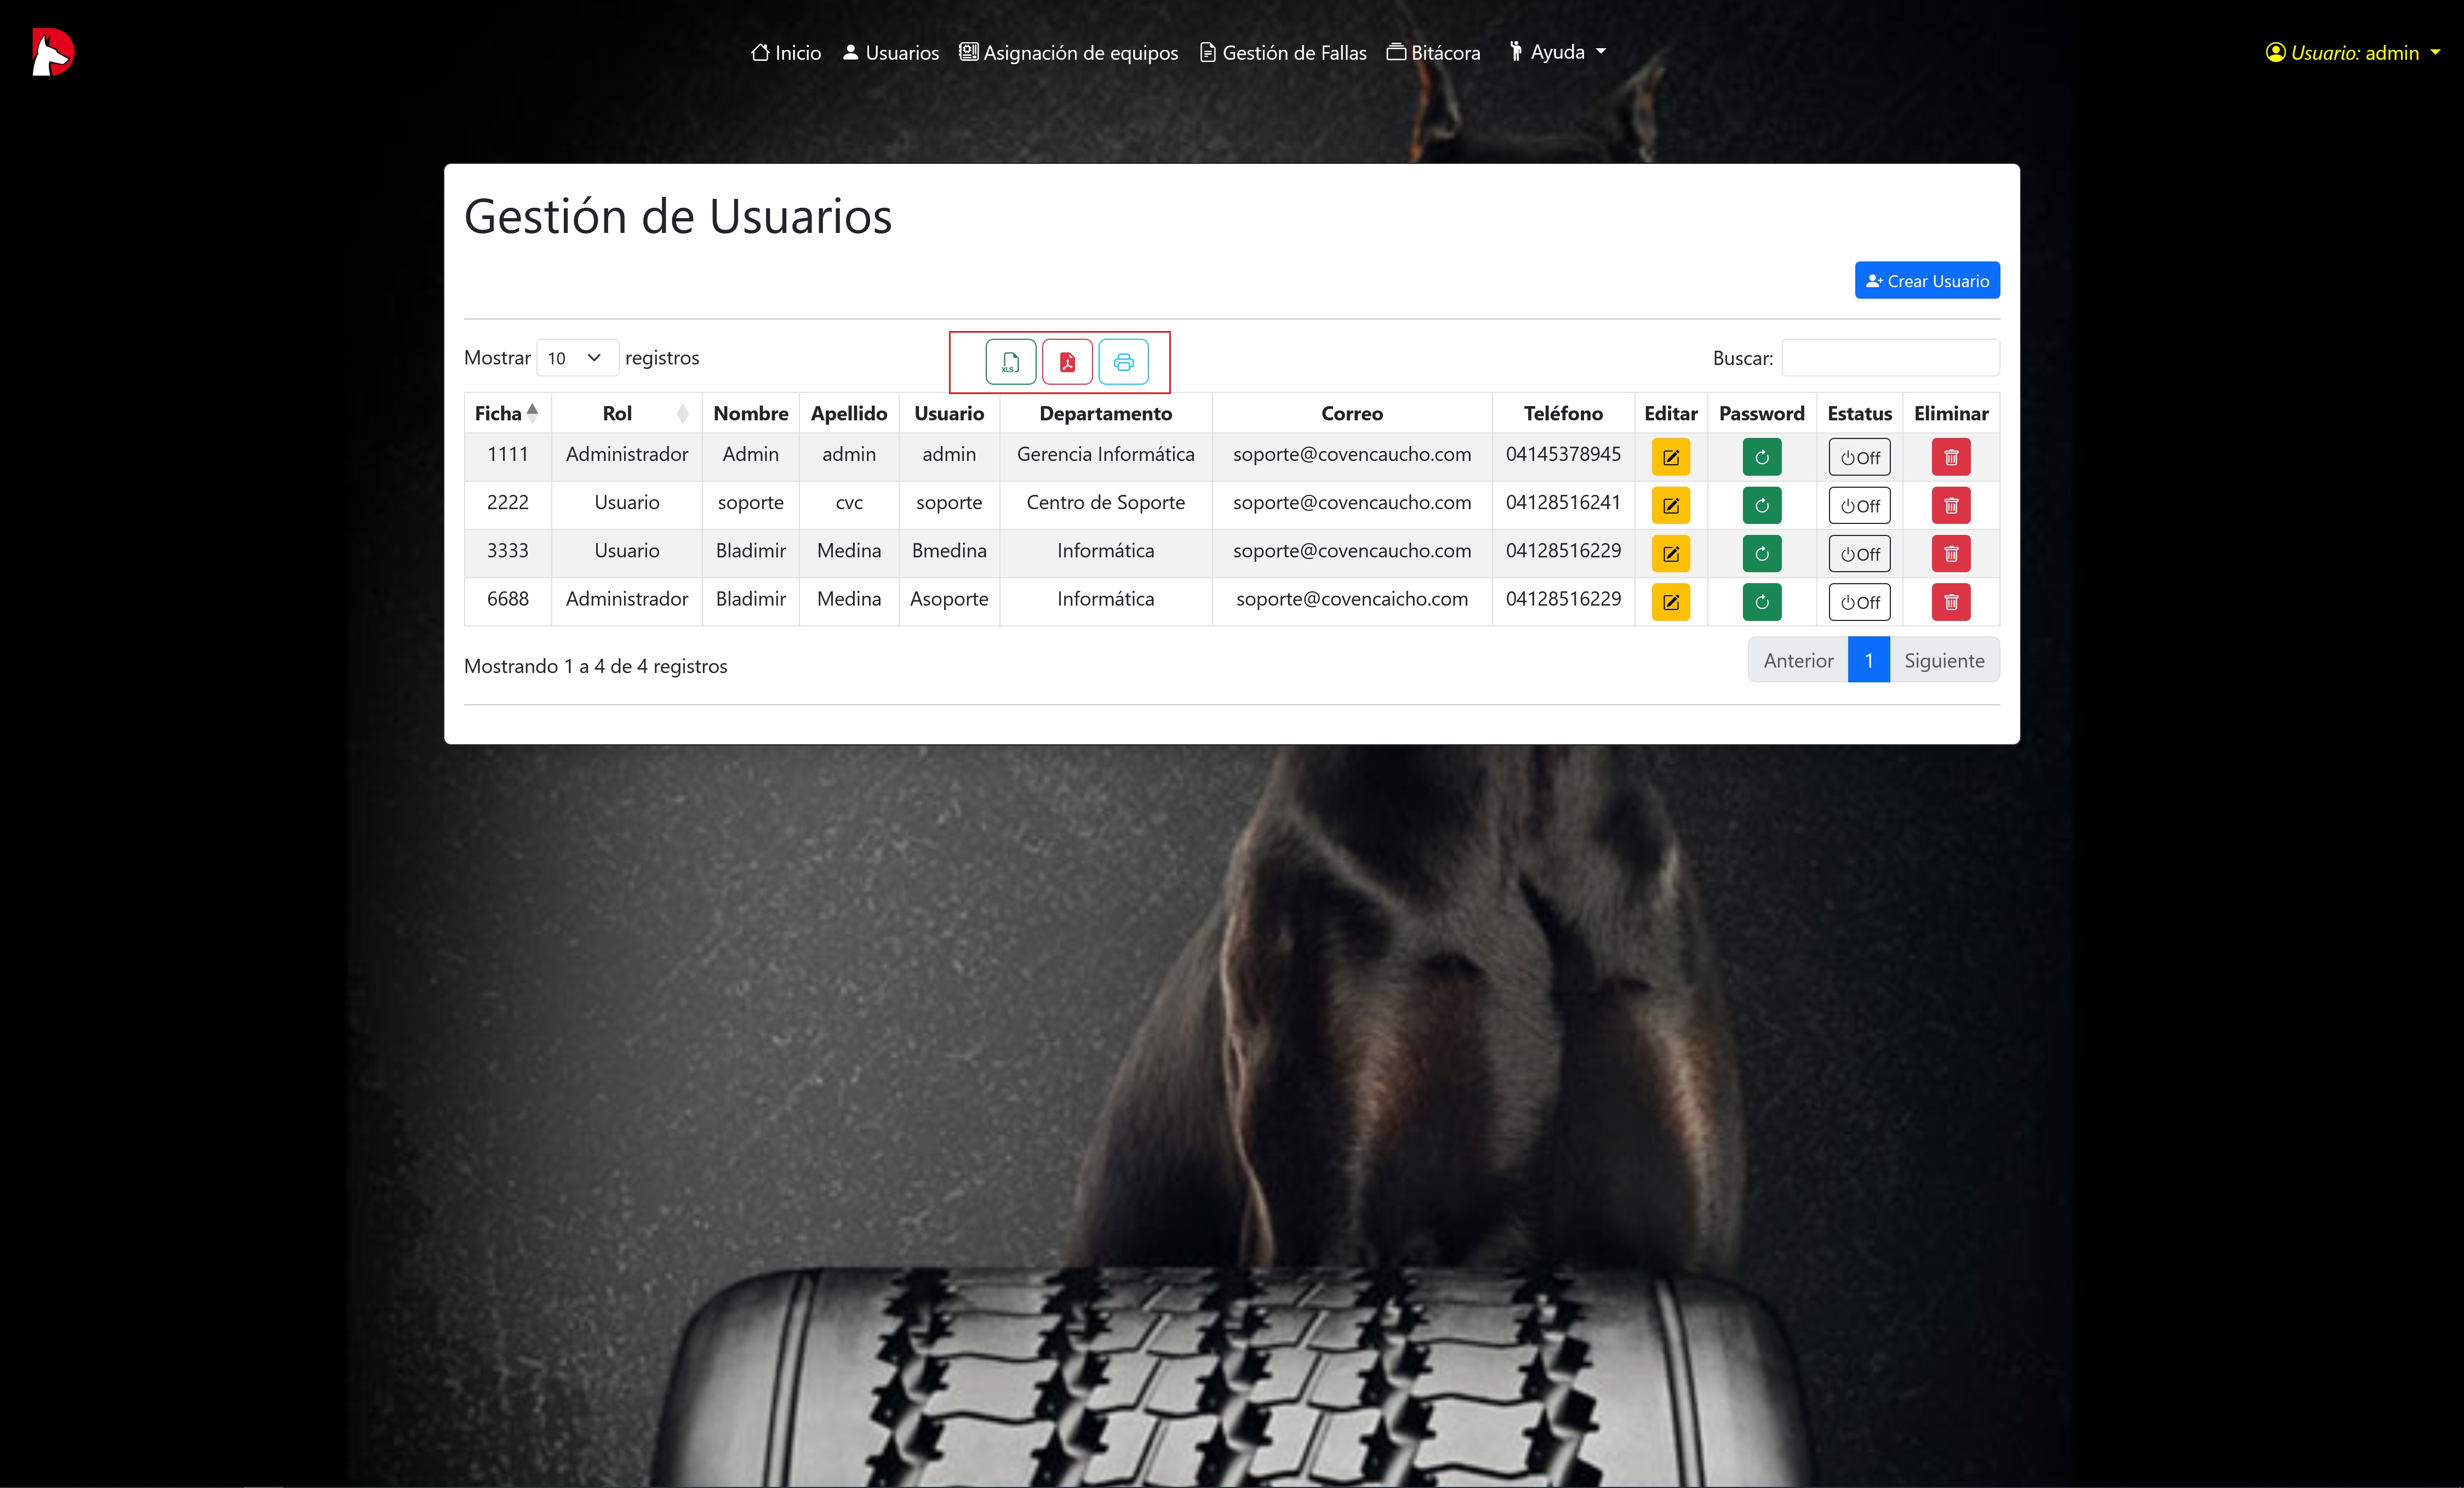 Inicio Usuarios Asignación de equipos Gestión de Fallas Bitácora Ayuda Usuario: admin
Gestión de Usuarios
Crear Usuario
Mostrar 10 registros XLS Buscar:
Ficha Rol Nombre Apellido Usuario Departamento Correo Teléfono Editar Password Estatus Eliminar
1111 Administrador Admin admin admin Gerencia Informática soporte@covencaucho.com 04145378945 Off
2222 Usuario soporte cvc soporte Centro de Soporte soporte@covencaucho.com 04128516241 Off
3333 Usuario Bladimir Medina Bmedina Informática soporte@covencaucho.com 04128516229 Off
6688 Administrador Bladimir Medina Asoporte Informática soporte@covencaicho.com 04128516229 Off
Mostrando 1 a 4 de 4 registros Anterior 1 Siguiente